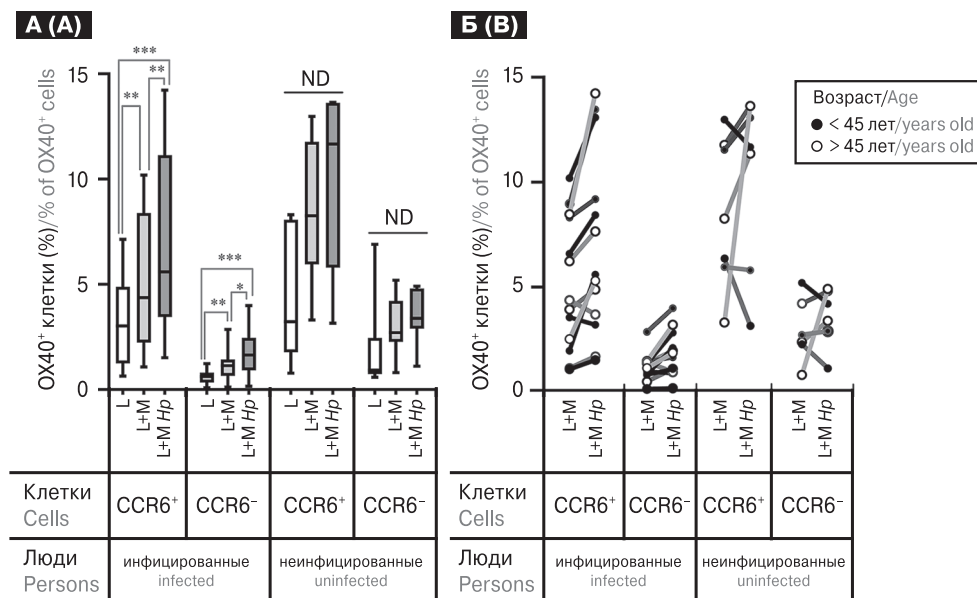 А (A)
OX40⁺ клетки (%)/% of OX40⁺ cells
15
10
5
0
***
**
**
***
**
*
ND
ND
L
L+M
L+M Hp
L
L+M
L+M Hp
L
L+M
L+M Hp
L
L+M
L+M Hp
Клетки
Cells
CCR6⁺
CCR6⁻
CCR6⁺
CCR6⁻
Люди
Persons
инфицированные
infected
неинфицированные
uninfected
Б (B)
OX40⁺ клетки (%)/% of OX40⁺ cells
15
10
5
0
Возраст/Age
< 45 лет/years old
> 45 лет/years old
L+M
L+M Hp
L+M
L+M Hp
L+M
L+M Hp
L+M
L+M Hp
Клетки
Cells
CCR6⁺
CCR6⁻
CCR6⁺
CCR6⁻
Люди
Persons
инфицированные
infected
неинфицированные
uninfected